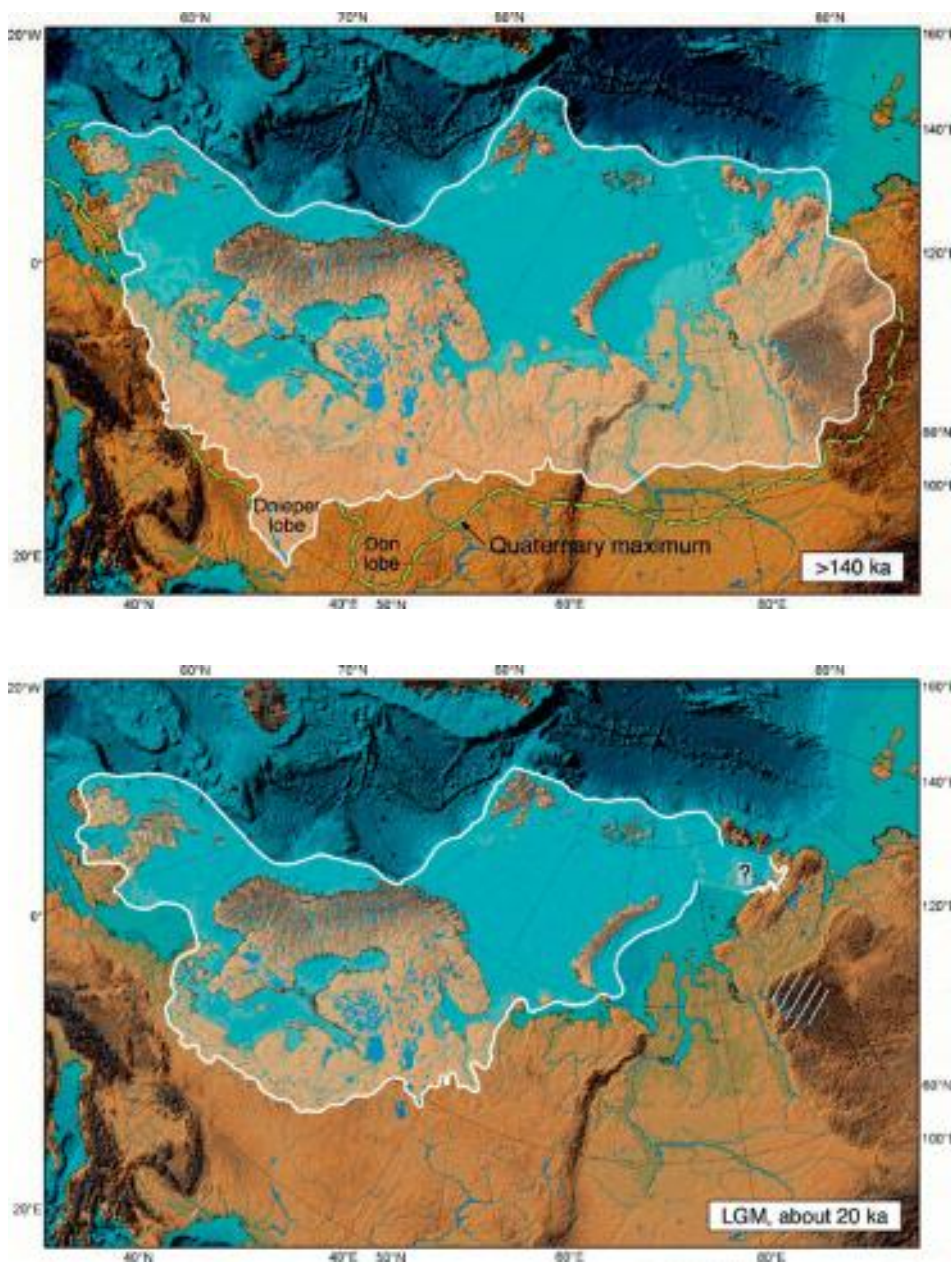 60°N 70°N 80°N 80°N
20°W 160°E
140°E
120°E
0°
80°N
100°E
Dnieper
lobe
Don
lobe
Quaternary maximum
20°E
>140 ka
40°N 40°E 50°N 60°E 80°E
60°N 70°N 80°N 80°N
20°W 160°E
140°E
?
0° 120°E
60°N
100°E
20°E
LGM, about 20 ka
40°N 40°E 50°N 60°E 80°E